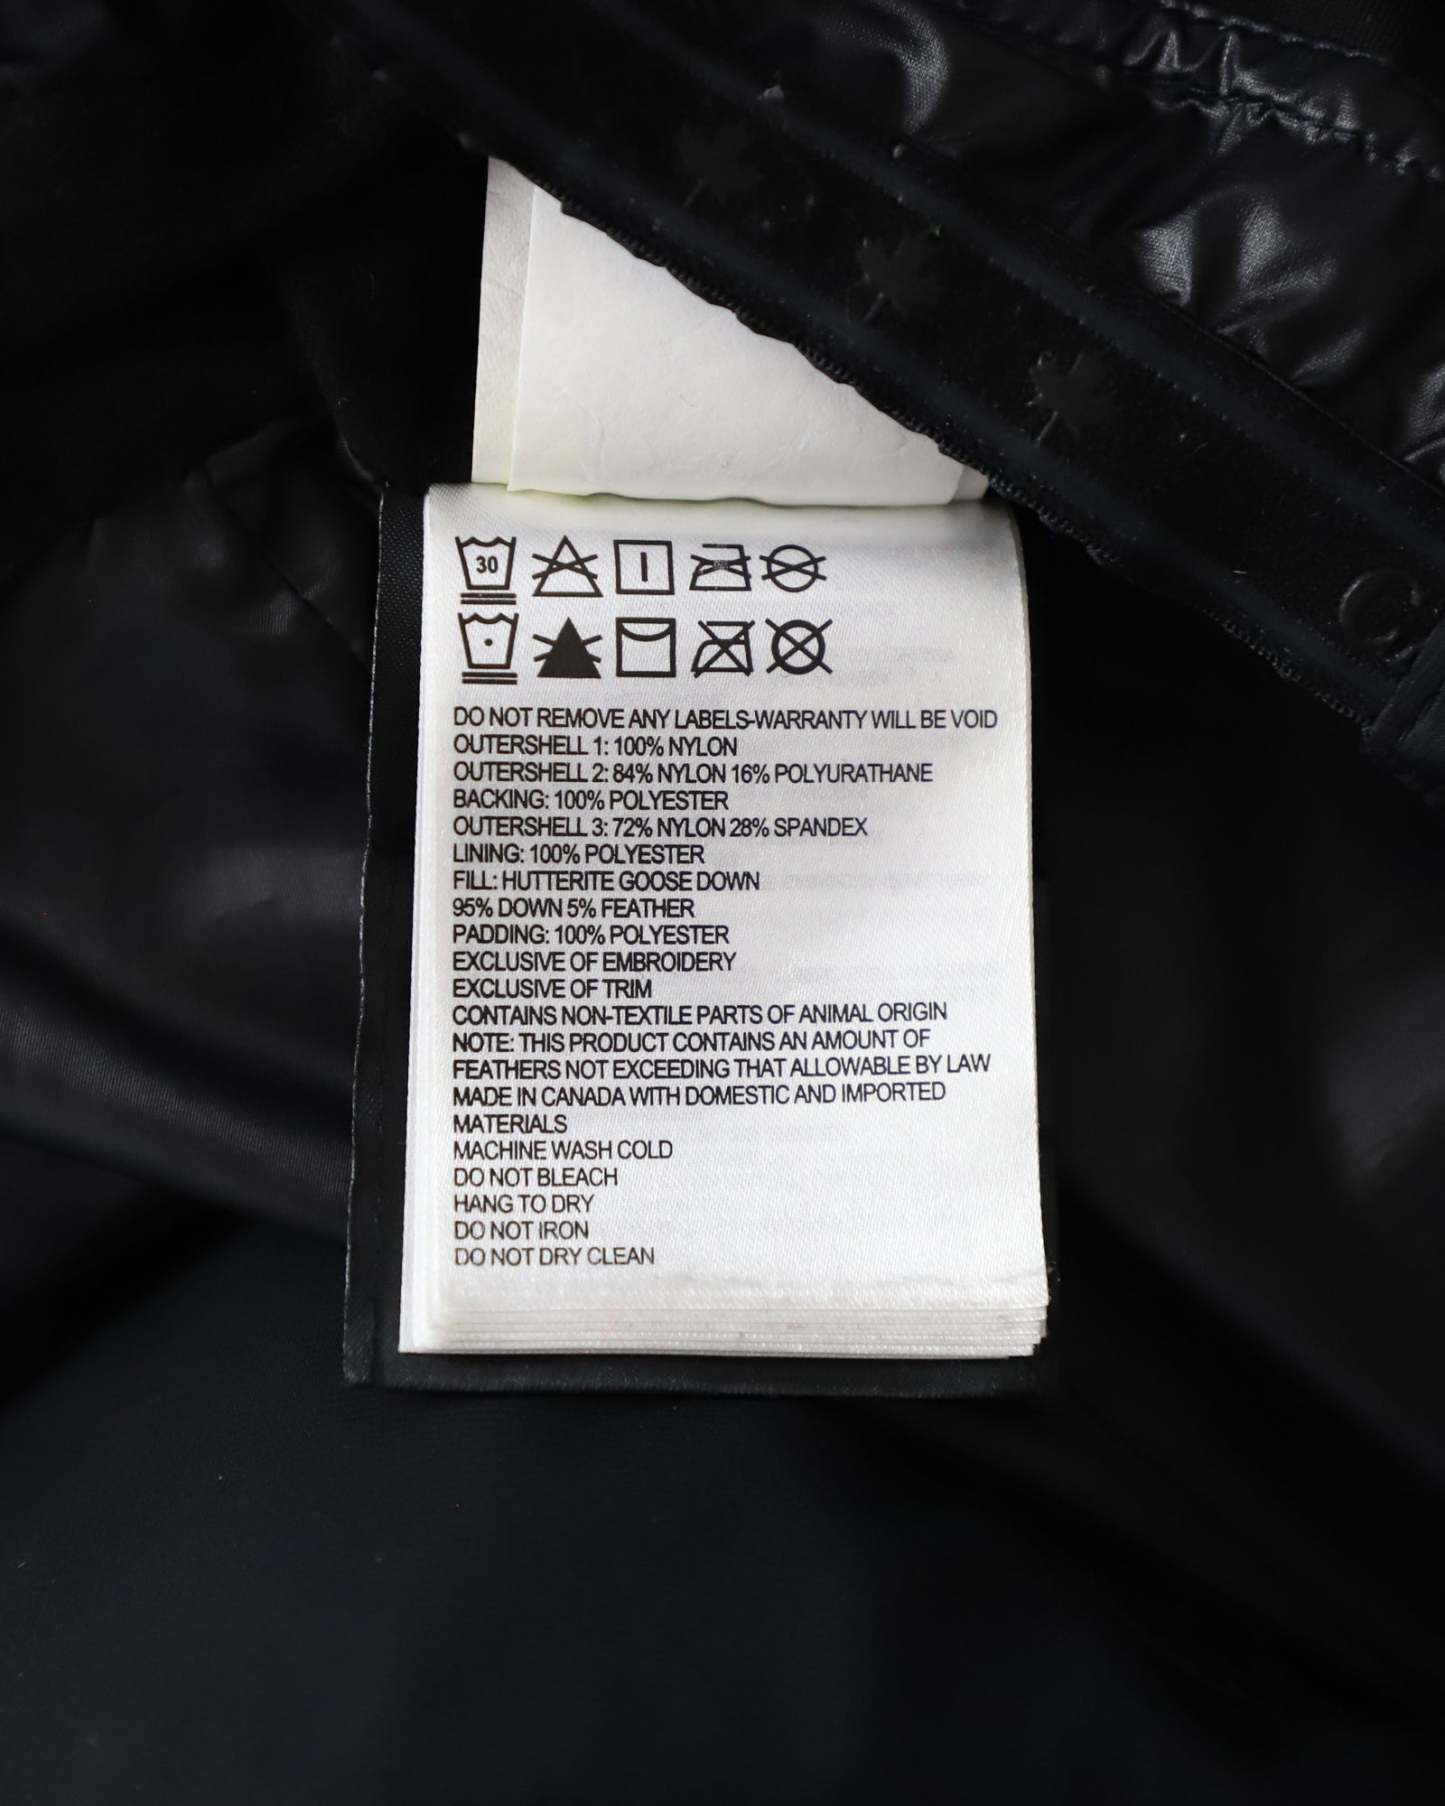 30
DO NOT REMOVE ANY LABELS-WARRANTY WILL BE VOID
OUTERSHELL 1: 100% NYLON
OUTERSHELL 2: 84% NYLON 16% POLYURATHANE
BACKING: 100% POLYESTER
OUTERSHELL 3: 72% NYLON 28% SPANDEX
LINING: 100% POLYESTER
FILL: HUTTERITE GOOSE DOWN
95% DOWN 5% FEATHER
PADDING: 100% POLYESTER
EXCLUSIVE OF EMBROIDERY
EXCLUSIVE OF TRIM
CONTAINS NON-TEXTILE PARTS OF ANIMAL ORIGIN
NOTE: THIS PRODUCT CONTAINS AN AMOUNT OF
FEATHERS NOT EXCEEDING THAT ALLOWABLE BY LAW
MADE IN CANADA WITH DOMESTIC AND IMPORTED
MATERIALS
MACHINE WASH COLD
DO NOT BLEACH
HANG TO DRY
DO NOT IRON
DO NOT DRY CLEAN